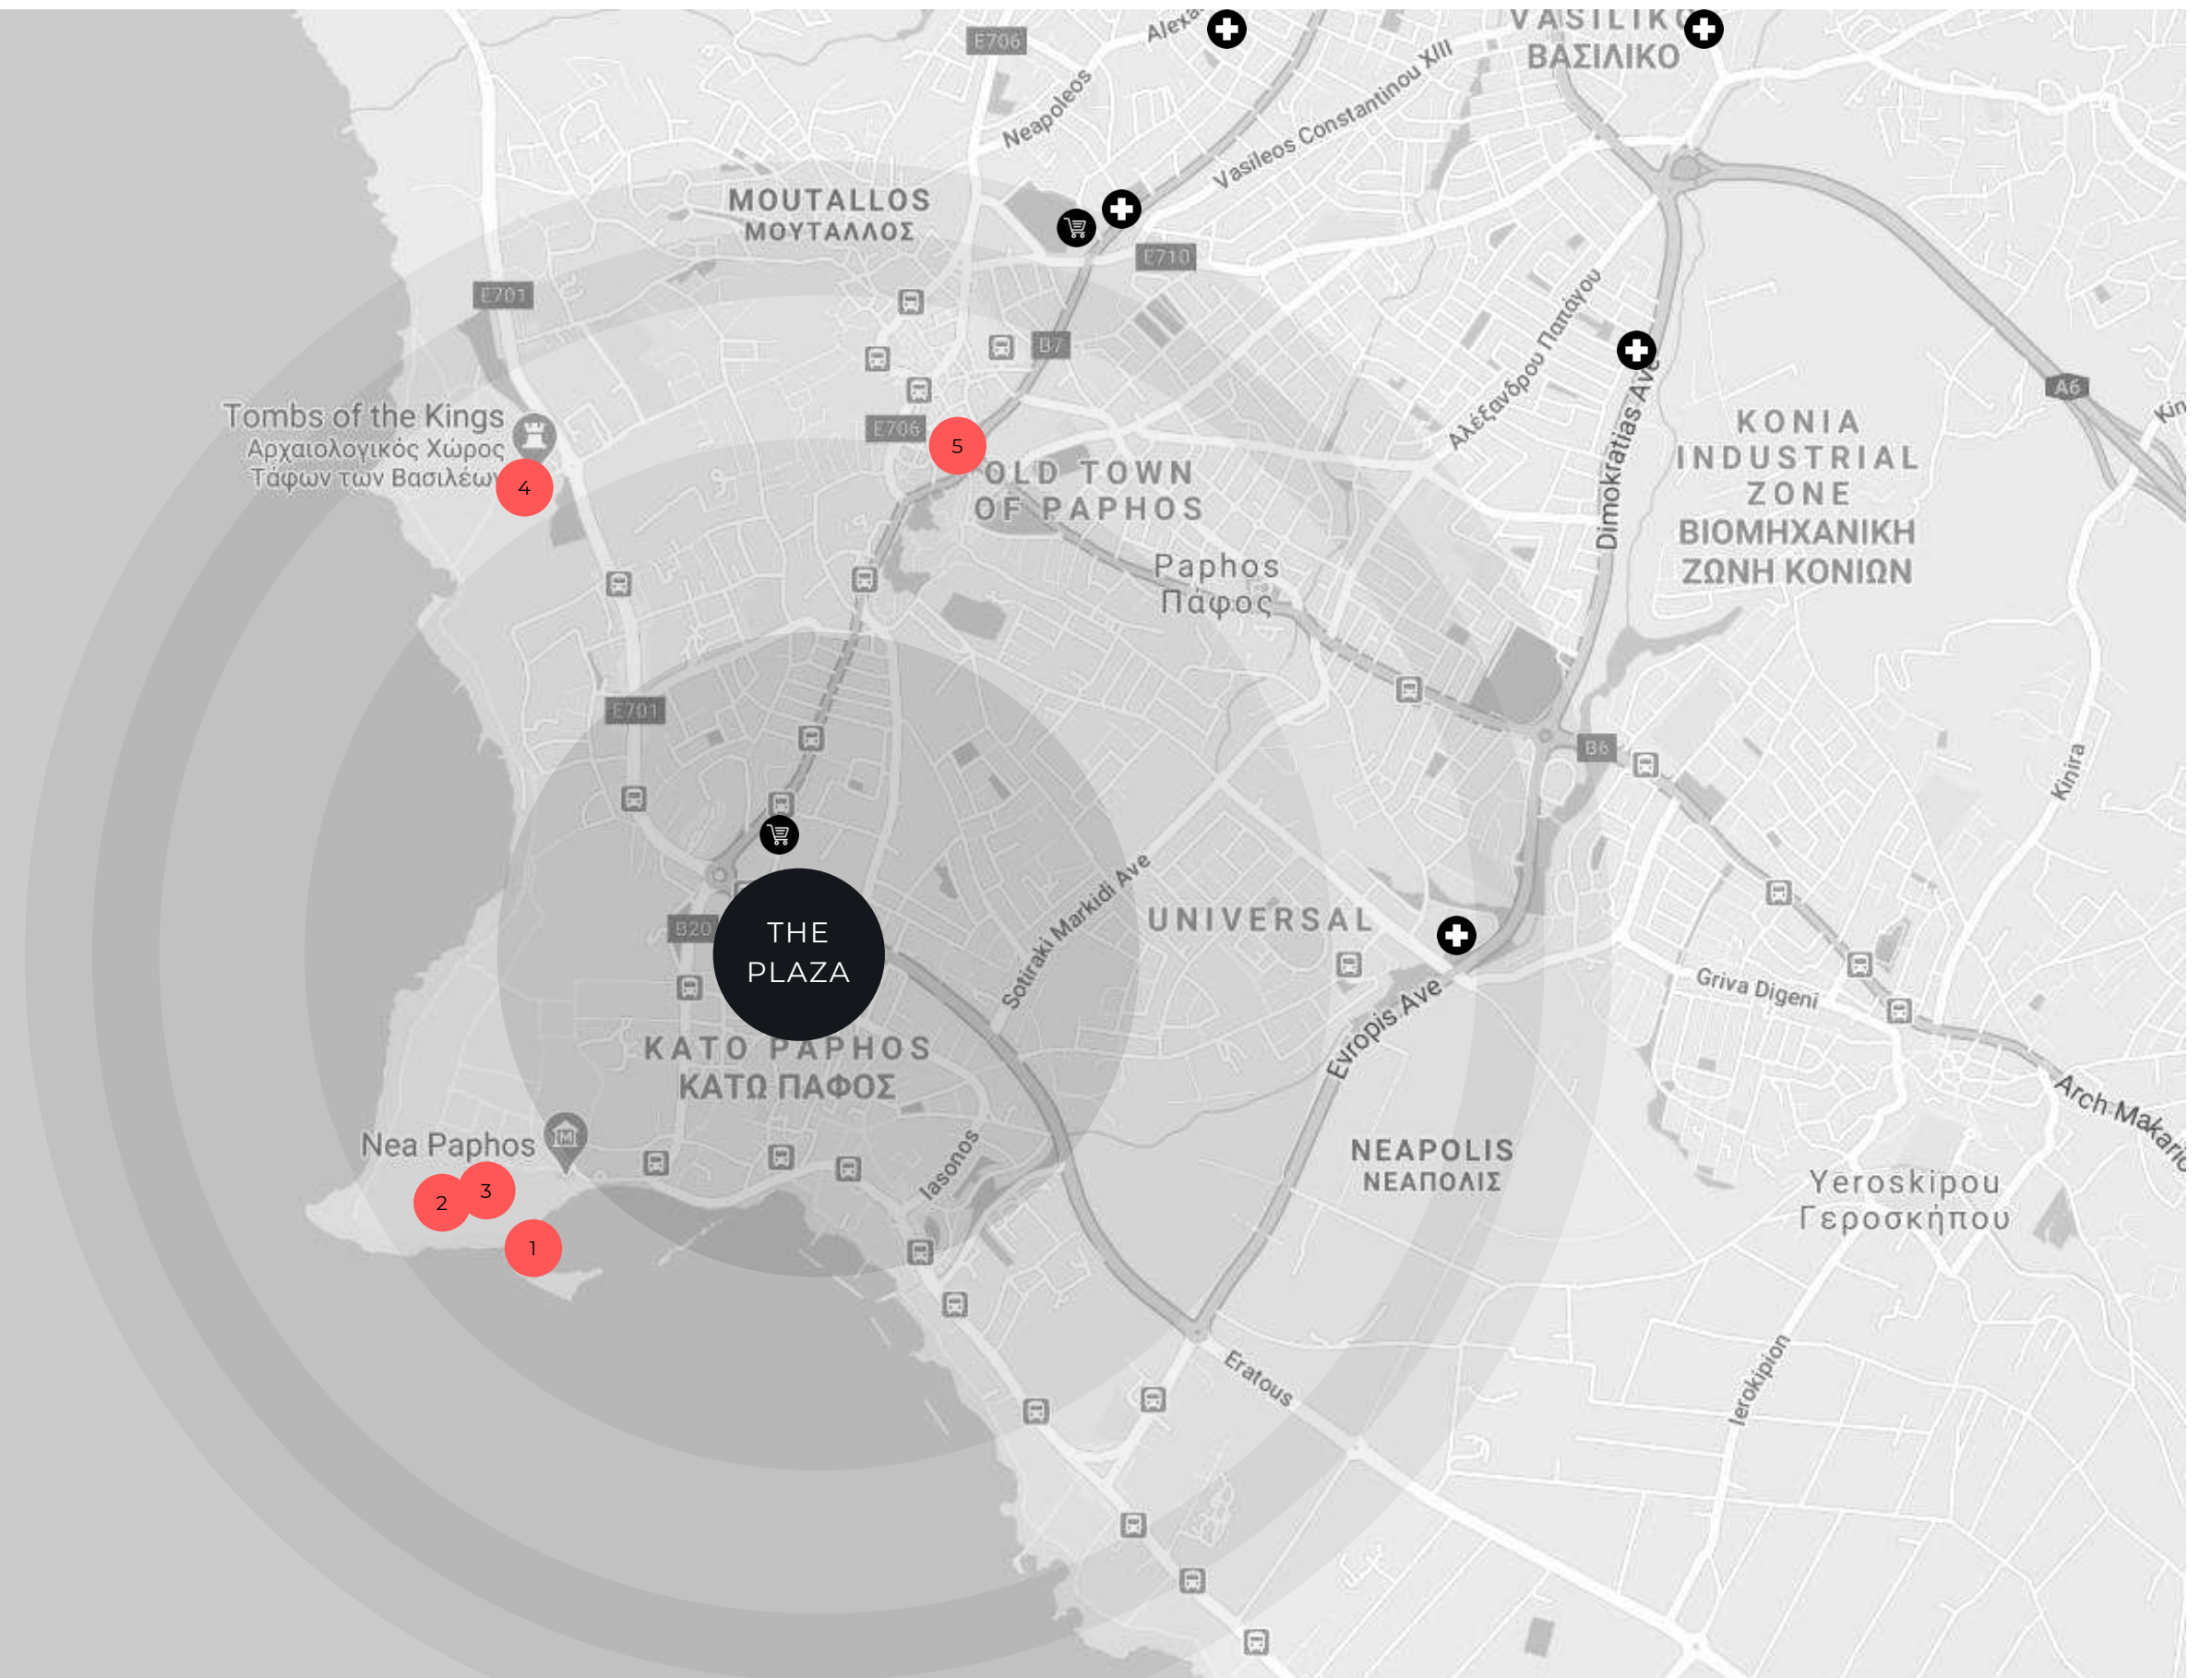 VASILIKO
ΒΑΣΙΛΙΚΟ
E706
Neapoleos
Vasileos Constantinou XIII
MOUTALLOS
ΜΟΥΤΑΛΛΟΣ
E710
E701
B7
Αλεξάνδρου Παπάγου
Dimokratias Ave
A6
Tombs of the Kings
Αρχαιολογικός Χώρος
Τάφων των Βασιλέων
4
E706
5
OLD TOWN
OF PAPHOS
KONIA
INDUSTRIAL
ZONE
ΒΙΟΜΗΧΑΝΙΚΗ
ΖΩΝΗ ΚΟΝΙΩΝ
Paphos
Πάφος
E701
B6
Kinira
Sotiraki Markidi Ave
UNIVERSAL
B20
THE
PLAZA
Griva Digeni
Evropis Ave
KATO PAPHOS
ΚΑΤΩ ΠΑΦΟΣ
Nea Paphos
Iasonos
NEAPOLIS
ΝΕΑΠΟΛΙΣ
Yeroskipou
Γεροσκήπου
2
3
1
Eratous
Ierokipion